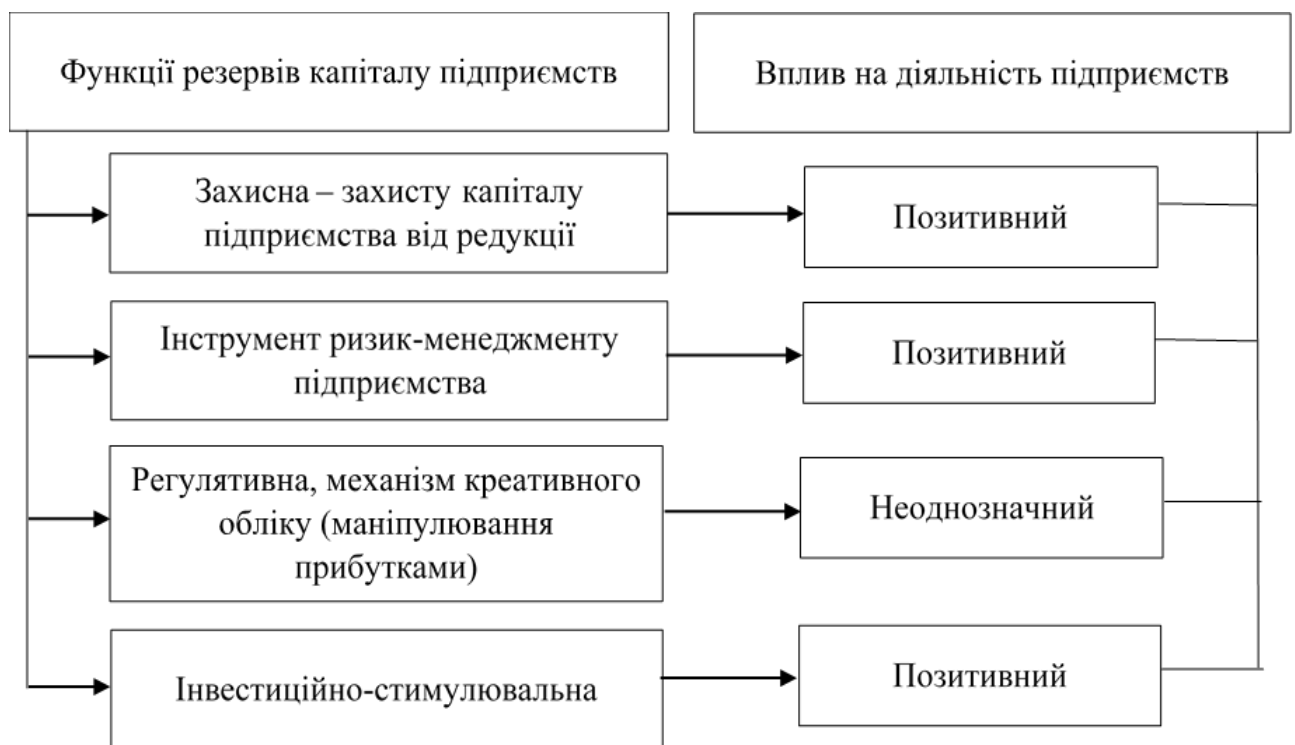 Функції резервів капіталу підприємств
Вплив на діяльність підприємств
Захисна – захисту капіталу
підприємства від редукції
Позитивний
Інструмент ризик-менеджменту
підприємства
Позитивний
Регулятивна, механізм креативного
обліку (маніпулювання
прибутками)
Неоднозначний
Інвестиційно-стимулювальна
Позитивний